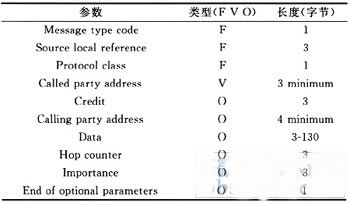 参数 类型(F V O) 长度(字节)
Message type code F 1
Source local reference F 3
Protocol class F 1
Called party address V 3 minimum
Credit O 3
Calling party address O 4 minimum
Data O 3-130
Hop counter O 3
Importance O 3
End of optional parameters O 1